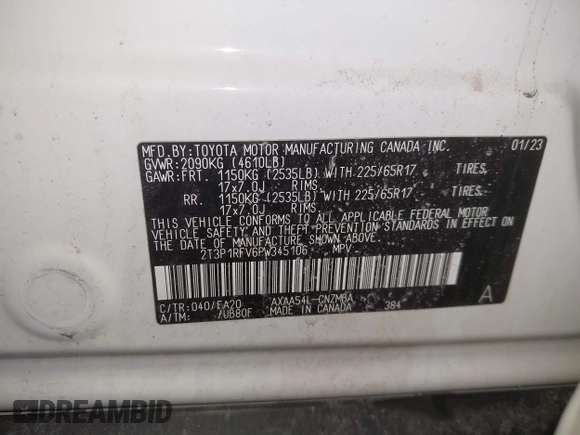 MFD.BY:TOYOTA MOTOR MANUFACTURING CANADA INC. 01/23
GVWR:2090KG (4610LB)
GAWR:FRT. 1150KG (2535LB) WITH 225/65R17 TIRES,
17x7.0J RIMS,
RR. 1150KG (2535LB) WITH 225/65R17 TIRES,
17x7.0J RIMS.
THIS VEHICLE CONFORMS TO ALL APPLICABLE FEDERAL MOTOR
VEHICLE SAFETY AND THEFT PREVENTION STANDARDS IN EFFECT ON
THE DATE OF MANUFACTURE SHOWN ABOVE.
2T3P1RFV6PW345106 MPV
C/TR:040/EA20 AXAA54L-CNZMBA
A/TM: /UB80F MADE IN CANADA 384
A
DREAMBID